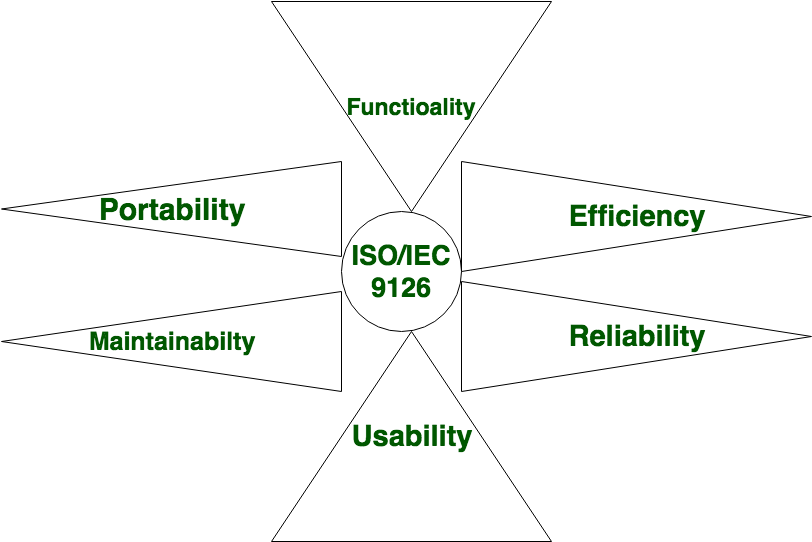 Functioality
Portability
Efficiency
ISO/IEC
9126
Maintainabilty
Reliability
Usability